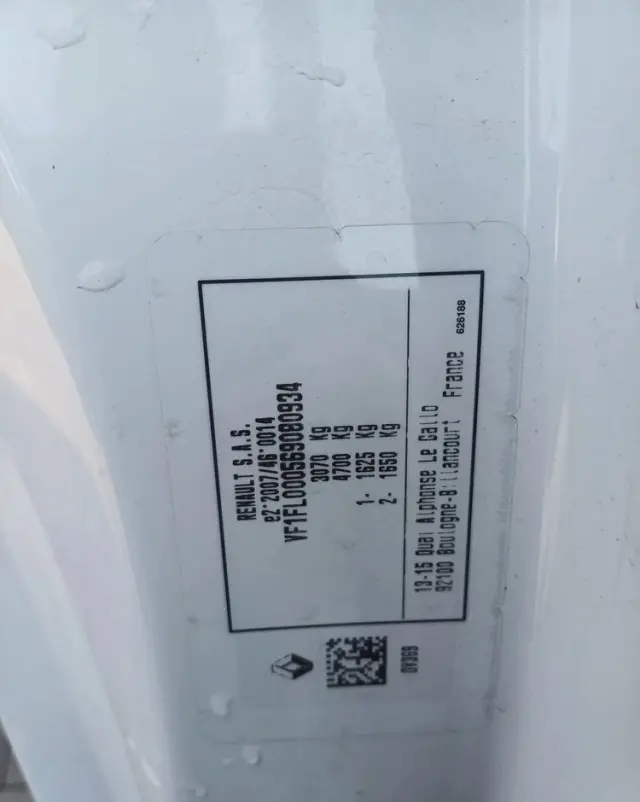 RENAULT S.A.S.
e2*2007/46*0014
VF1FL000569080934
3070 Kg
4700 Kg
1- 1625 Kg
2- 1650 Kg
13-15 Quai Alphonse Le Gallo
92100 Boulogne-Billancourt France
626188
0V369